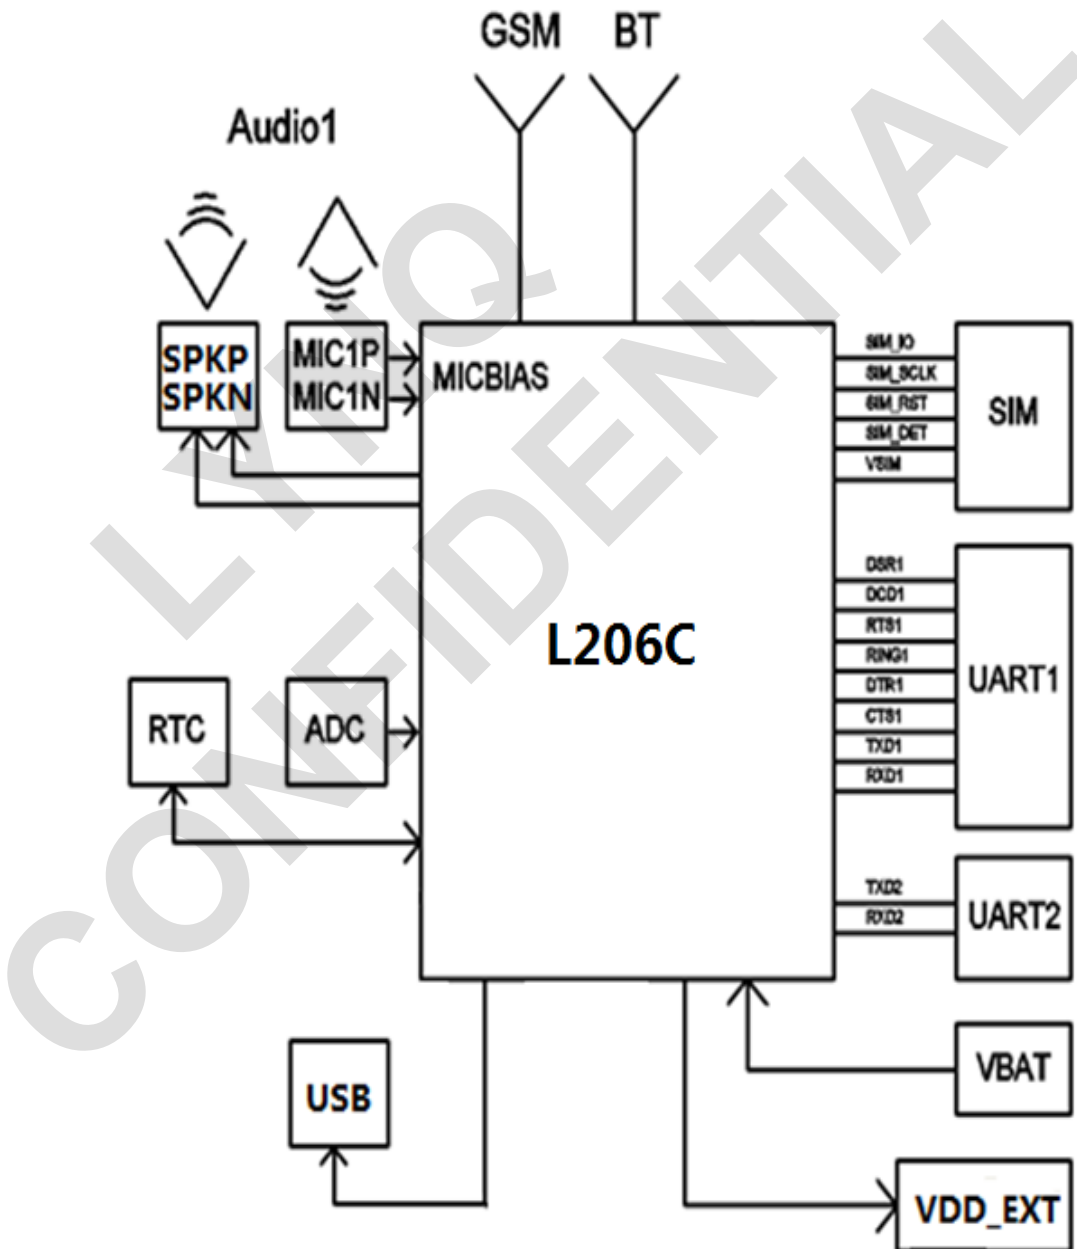 GSM BT
Audio1
SPKP
SPKN
MIC1P
MIC1N
MICBIAS
SIM_IO
SIM_SCLK
SIM_RST
SIM_DET
VSIM
SIM
DSR1
DCD1
RTS1
RING1
DTR1
CTS1
TXD1
RXD1
UART1
L206C
RTC
ADC
TXD2
RXD2
UART2
USB
VBAT
VDD_EXT
LYNQ
CONFIDENTIAL